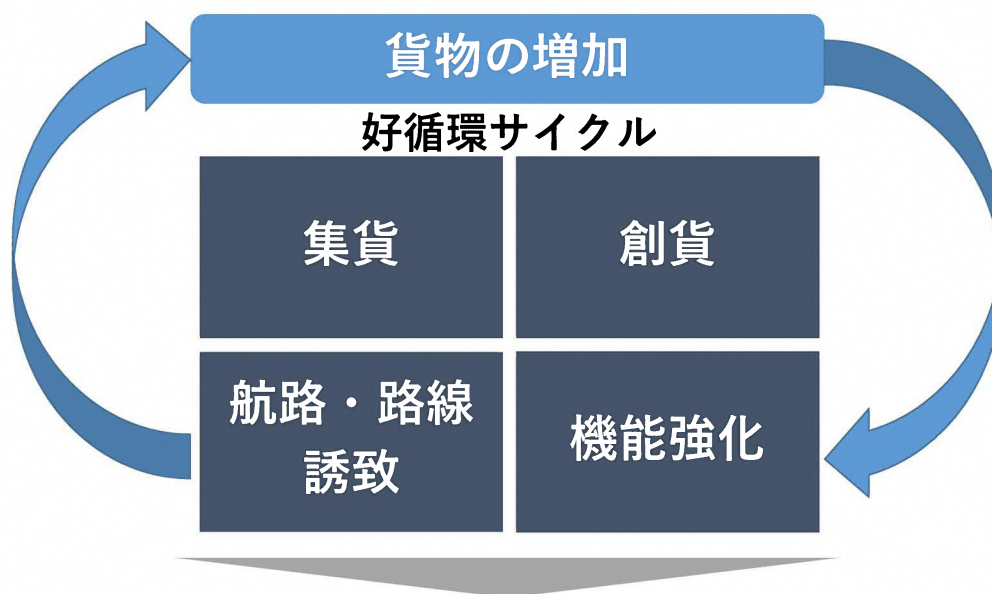 貨物の増加
好循環サイクル
集貨
創貨
航路・路線
誘致
機能強化